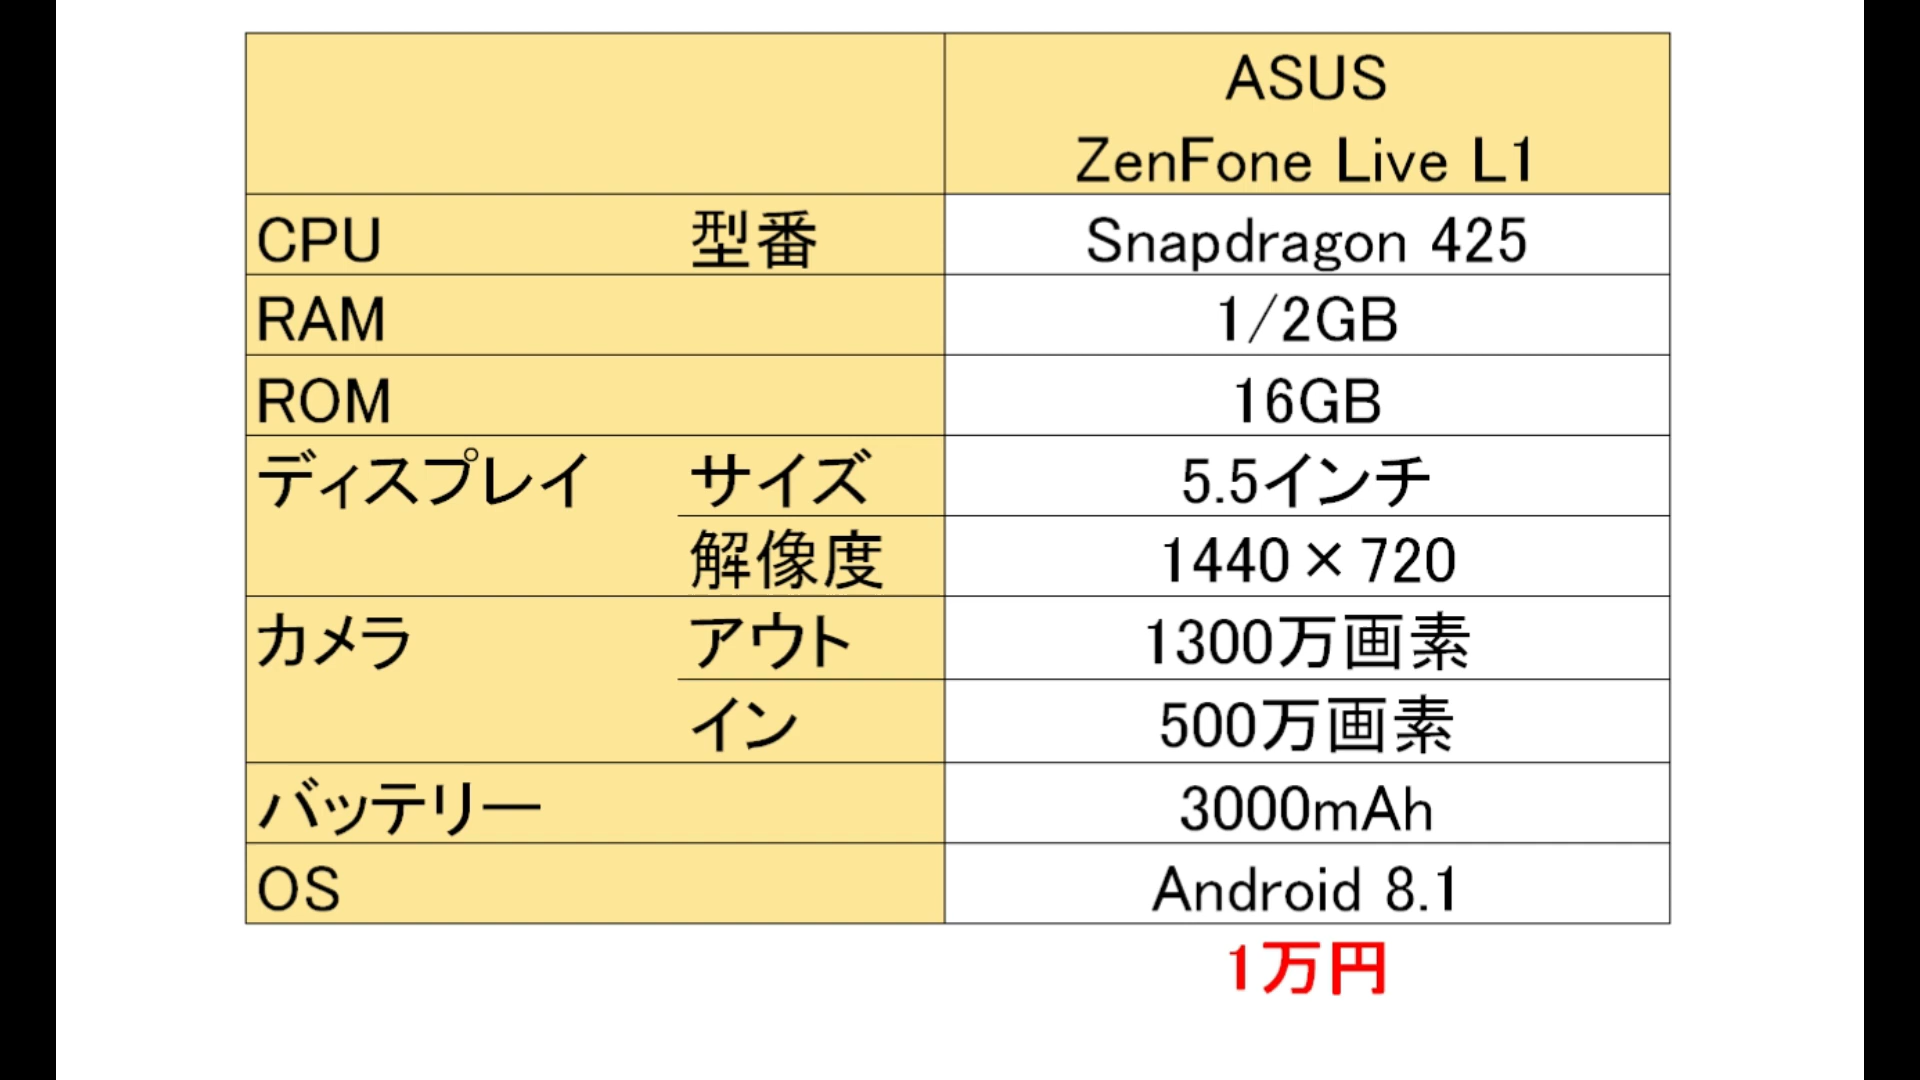 ASUS
ZenFone Live L1
CPU 型番 Snapdragon 425
RAM 1/2GB
ROM 16GB
ディスプレイ サイズ 5.5インチ
解像度 1440×720
カメラ アウト 1300万画素
イン 500万画素
バッテリー 3000mAh
OS Android 8.1
1万円